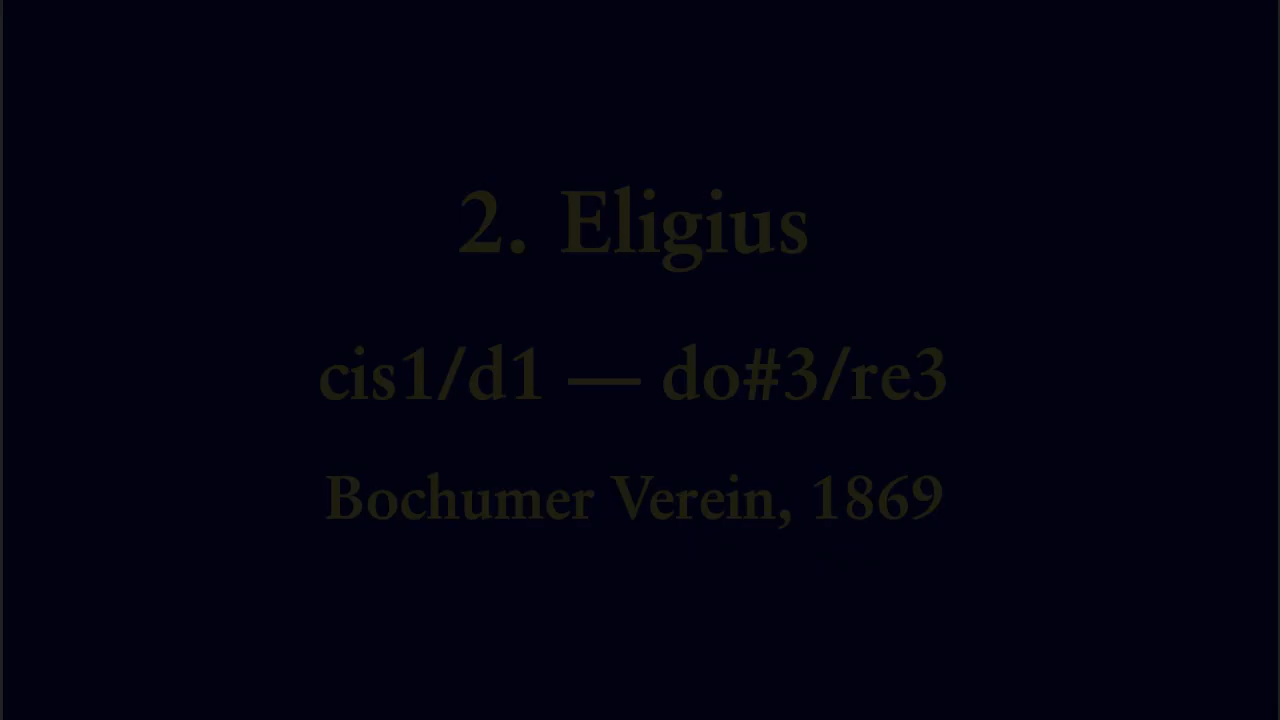 2. Eligius
cis1/d1 — do#3/re3
Bochumer Verein, 1869